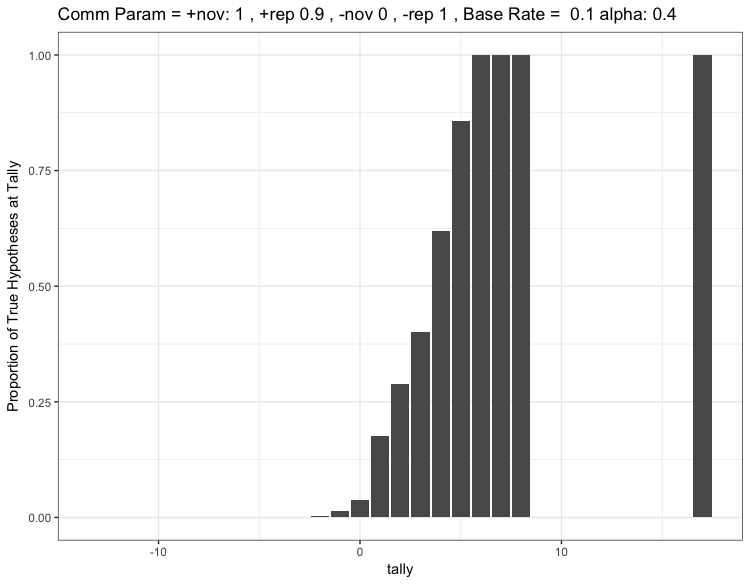 Comm Param = +nov: 1 , +rep 0.9 , -nov 0 , -rep 1 , Base Rate =  0.1 alpha: 0.4
1.00
0.75
0.50
0.25
0.00
Proportion of True Hypotheses at Tally
-10
0
10
tally